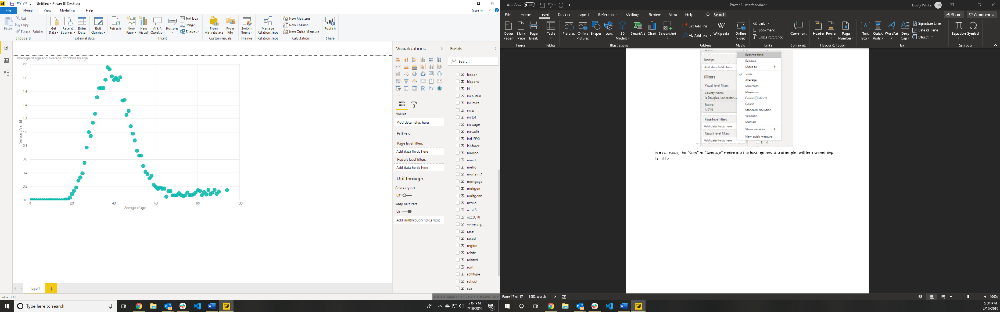 Untitled - Power BI Desktop
File Home View Modeling Help Sign in
Paste Cut Copy Format Painter Clipboard
Get Data Recent Sources Enter Data Edit Queries Refresh External data
New Page New Visual Ask A Question Buttons Text box Image Shapes Insert
From Marketplace From File Custom visuals
Switch Theme Themes
Manage Relationships Relationships
New Measure New Column New Quick Measure Calculations
Publish Share
Average of age and Average of nchild by age
2.0
1.8
1.6
1.4
1.2
1.0
0.8
0.6
0.4
0.2
0.0
Average of nchild
0 20 40 60 80 100
Average of age
Page 1
PAGE 1 OF 1
UPDATE AVAILABLE (CLICK TO DOWNLOAD)
Visualizations
R Py
Values
Add data fields here
Filters
Page level filters
Add data fields here
Report level filters
Add data fields here
Drillthrough
Cross-report
Off
Keep all filters
On
Add drillthrough fields here
Fields
Search
hispan
hispand
id
incbus00
incinvst
incss
inctot
incwage
incwelfr
ind1990
labforce
marrno
marst
metro
mortamt1
mortgage
multgen
multgend
nchild
nchlt5
occ2010
ownershp
race
raced
region
relate
related
rent
schltype
school
sex
Type here to search
5:04 PM
7/10/2019
AutoSave Off Power BI Interface.docx Dusty White DW
File Home Insert Design Layout References Mailings Review View Help Search Share Comments
Cover Page Blank Page Page Break Pages
Table Tables
Pictures Online Pictures Shapes Icons 3D Models SmartArt Chart Screenshot Illustrations
Get Add-ins My Add-ins Wikipedia Add-ins
Online Video Media
Link Bookmark Cross-reference Links
Comment Comments
Header Footer Page Number Header & Footer
Text Box Quick Parts WordArt Drop Cap Signature Line Date & Time Object Text
Equation Symbol Symbols
Tooltips
Add data fields here
Filters
Visual level filters
County Name
is Douglas, Lancaster ...
ftotinc
is (All)
Page level filters
Add data fields here
Report level filters
Add data fields here
Remove field
Rename
Move to
Sum
Average
Minimum
Maximum
Count (Distinct)
Count
Standard deviation
Variance
Median
Show value as
New quick measure
id
In most cases, the “Sum” or “Average” choice are the best options. A scatter plot will look something
like this:
Page 17 of 17 1882 words
100%
5:04 PM
7/10/2019